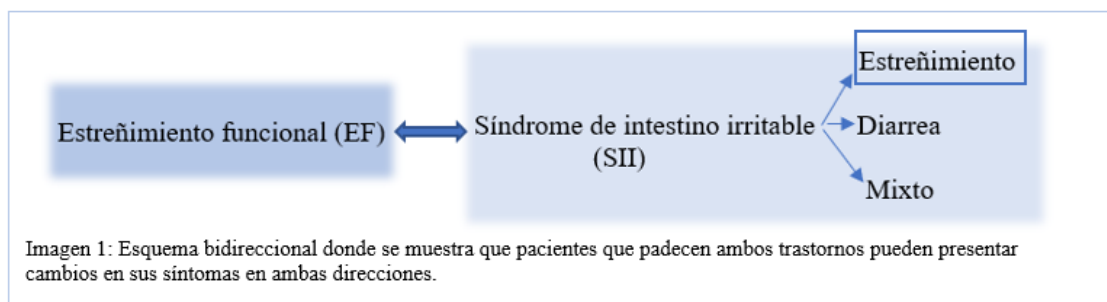 Estreñimiento funcional (EF)
Síndrome de intestino irritable
(SII)
Estreñimiento
Diarrea
Mixto
Imagen 1: Esquema bidireccional donde se muestra que pacientes que padecen ambos trastornos pueden presentar
cambios en sus síntomas en ambas direcciones.